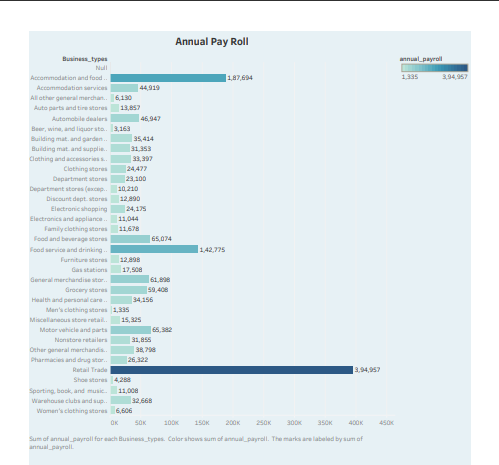 Annual Pay Roll
Business_types
annual_payroll
1,335 3,94,957
Null
Accommodation and food .. 1,87,694
Accommodation services 44,919
All other general merchan.. 6,130
Auto parts and tire stores 13,857
Automobile dealers 46,947
Beer, wine, and liquor sto.. 3,163
Building mat. and garden .. 35,414
Building mat. and supplie.. 31,353
Clothing and accessories s.. 33,397
Clothing stores 24,477
Department stores 23,100
Department stores (excep.. 10,210
Discount dept. stores 12,890
Electronic shopping 24,175
Electronics and appliance .. 11,044
Family clothing stores 11,678
Food and beverage stores 65,074
Food service and drinking .. 1,42,775
Furniture stores 12,898
Gas stations 17,508
General merchandise stor.. 61,898
Grocery stores 59,408
Health and personal care .. 34,156
Men's clothing stores 1,335
Miscellaneous store retail.. 15,325
Motor vehicle and parts 65,382
Nonstore retailers 31,855
Other general merchandis.. 38,798
Pharmacies and drug stor.. 26,322
Retail Trade 3,94,957
Shoe stores 4,288
Sporting, book, and music.. 11,008
Warehouse clubs and sup.. 32,668
Women's clothing stores 6,606
0K 50K 100K 150K 200K 250K 300K 350K 400K 450K
Sum of annual_payroll for each Business_types. Color shows sum of annual_payroll. The marks are labeled by sum of
annual_payroll.